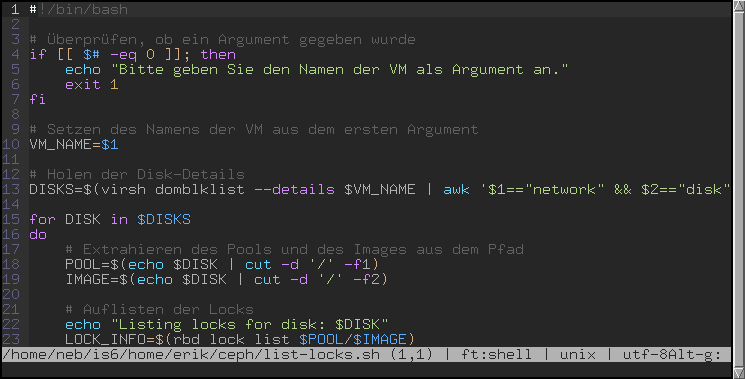 1 #!/bin/bash
2
3 # Überprüfen, ob ein Argument gegeben wurde
4 if [[ $# -eq 0 ]]; then
5     echo "Bitte geben Sie den Namen der VM als Argument an."
6     exit 1
7 fi
8
9 # Setzen des Namens der VM aus dem ersten Argument
10 VM_NAME=$1
11
12 # Holen der Disk-Details
13 DISKS=$(virsh domblklist --details $VM_NAME | awk '$1=="network" && $2=="disk"
14
15 for DISK in $DISKS
16 do
17     # Extrahieren des Pools und des Images aus dem Pfad
18     POOL=$(echo $DISK | cut -d '/' -f1)
19     IMAGE=$(echo $DISK | cut -d '/' -f2)
20
21     # Auflisten der Locks
22     echo "Listing locks for disk: $DISK"
23     LOCK_INFO=$(rbd lock list $POOL/$IMAGE)
/home/neb/is6/home/erik/ceph/list-locks.sh (1,1) | ft:shell | unix | utf-8Alt-g: